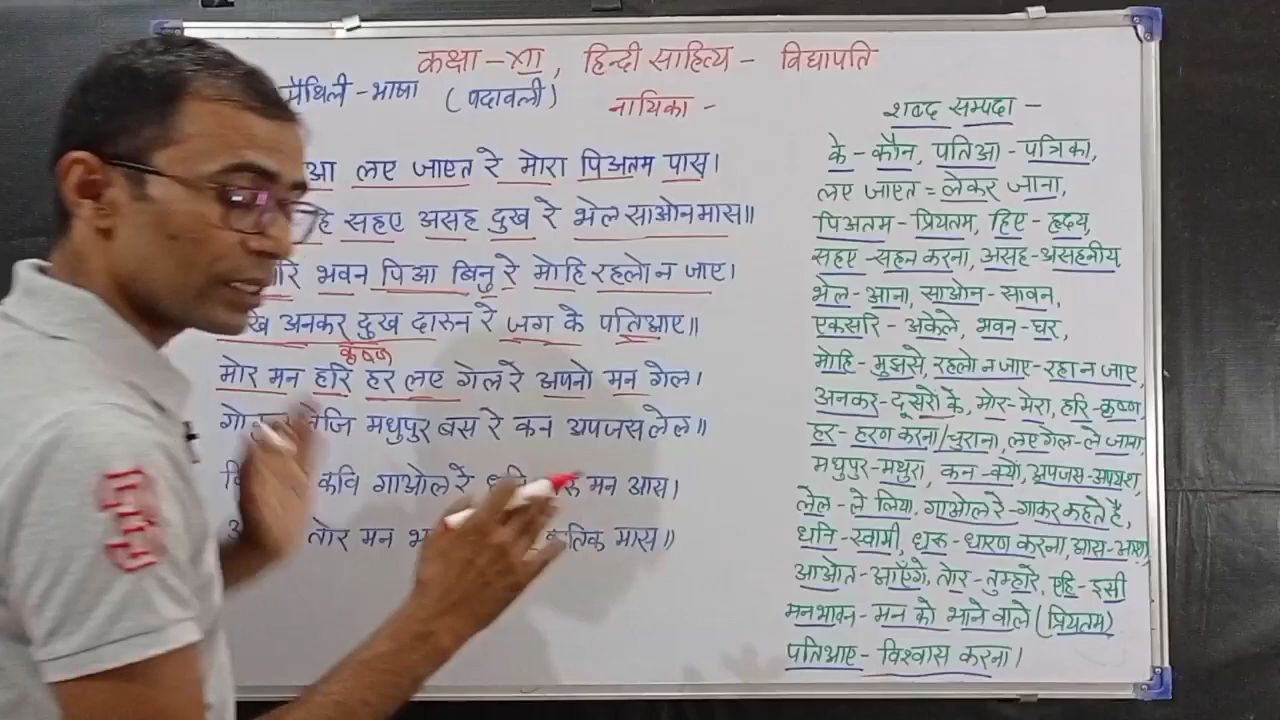 कक्षा - XII, हिन्दी साहित्य - विद्यापति
मैथिली - भाषा (पदावली) नायिका -
लए जाएत रे मोरा पिअतम पास।
सहए असह दुख रे भेल साओन मास॥
भवन पिआ बिनु रे मोहि रहलो न जाए।
अनकर दुख दारुन रे जग के पतिआए॥
कृष्ण
मोर मन हरि हर लए गेल रे अपनो मन गेल।
मधुपुर बस रे कन अपजस लेल॥
कवि गाओल रे मन आस।
तोर मन मास॥
शब्द सम्पदा -
के - कौन, पतिआ - पत्रिका,
लए जाएत = लेकर जाना,
पिअतम - प्रियतम, हिए - हृदय,
सहए - सहन करना, असह - असहनीय
भेल - आना, साओन - सावन,
एकसरि - अकेले, भवन - घर,
मोहि - मुझसे, रहलो न जाए - रहा न जाए,
अनकर - दूसरों के, मोर - मेरा, हरि - कृष्ण
हर - हरण करना/चुराना, लए गेल - ले जाना
मधुपुर - मथुरा, कन - क्यों, अपजस - अपयश,
लेल - ले लिया, गाओल रे - गाकर कहते है,
धनि - स्वामी, धरू - धारण करना, आस - आशा,
आओत - आएँगे, तोर - तुम्हारे, एहि - इसी
मनभावन - मन को भाने वाले (प्रियतम)
पतिआए - विश्वास करना।